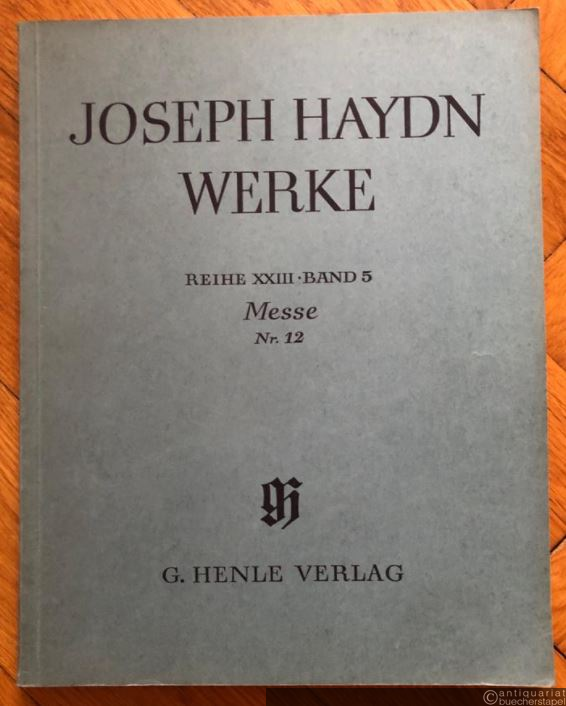 JOSEPH HAYDN
WERKE
REIHE XXIII · BAND 5
Messe
Nr. 12
G. HENLE VERLAG
© antiquariat
buecherstapel